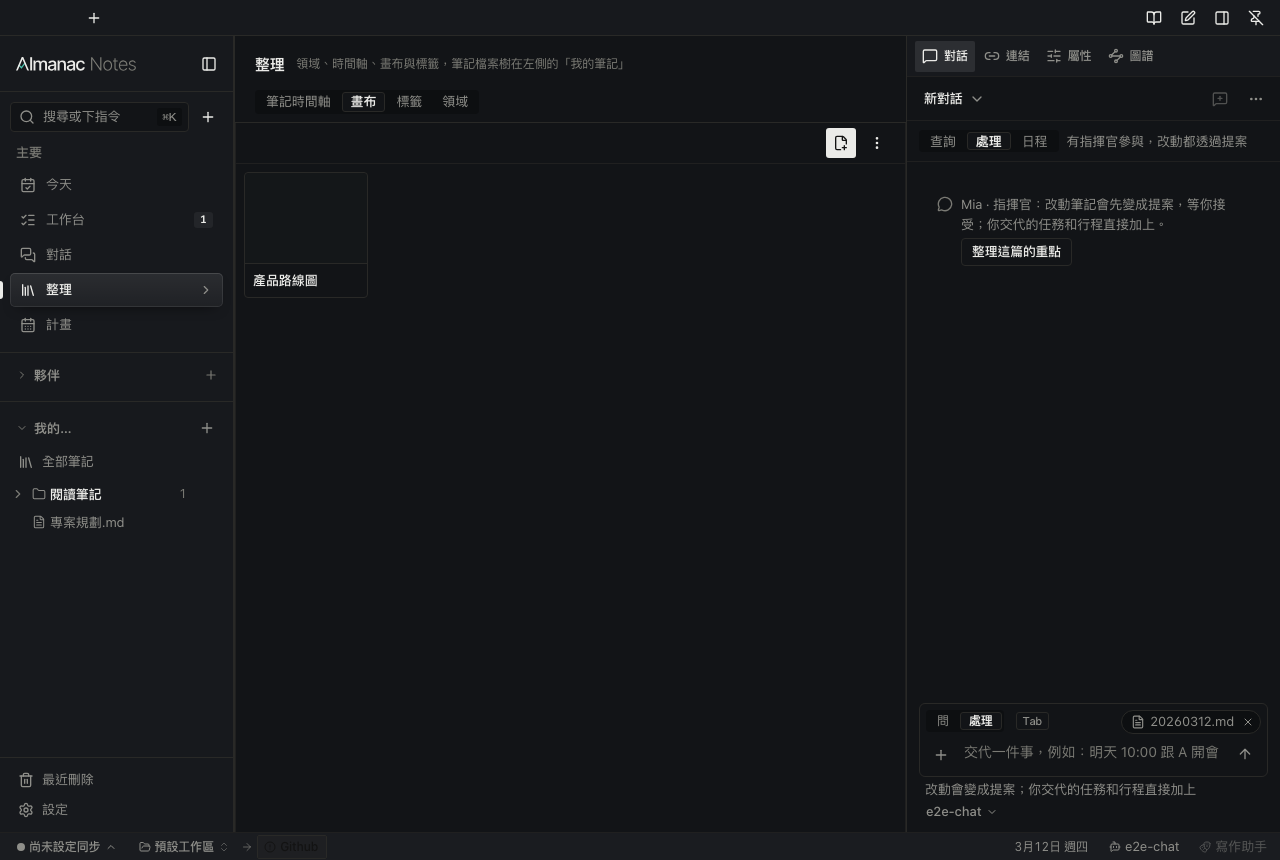 Almanac Notes
搜尋或下指令 ⌘K
主要
今天
工作台 1
對話
整理
計畫
夥伴
我的...
全部筆記
閱讀筆記 1
專案規劃.md
最近刪除
設定
整理 領域、時間軸、畫布與標籤，筆記檔案樹在左側的「我的筆記」
筆記時間軸 畫布 標籤 領域
產品路線圖
對話 連結 屬性 圖譜
新對話
查詢 處理 日程 有指揮官參與，改動都透過提案
Mia · 指揮官：改動筆記會先變成提案，等你接
受；你交代的任務和行程直接加上。
整理這篇的重點
問 處理 Tab 20260312.md
交代一件事，例如：明天 10:00 跟 A 開會
改動會變成提案；你交代的任務和行程直接加上
e2e-chat
尚未設定同步 預設工作區 Github 3月12日 週四 e2e-chat 寫作助手